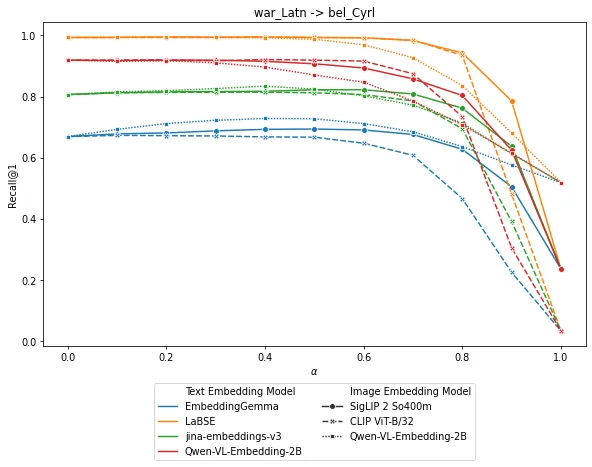 war_Latn -> bel_Cyrl
Recall@1
1.0
0.8
0.6
0.4
0.2
0.0
0.0 0.2 0.4 0.6 0.8 1.0
α
Text Embedding Model Image Embedding Model
EmbeddingGemma SigLIP 2 So400m
LaBSE CLIP ViT-B/32
jina-embeddings-v3 Qwen-VL-Embedding-2B
Qwen-VL-Embedding-2B